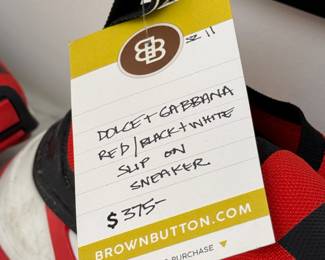 BB
SZ 11
DOLCE + GABBANA
RED/BLACK+WHITE
SLIP ON
SNEAKER
$375-
BROWNBUTTON.COM
PURCHASE